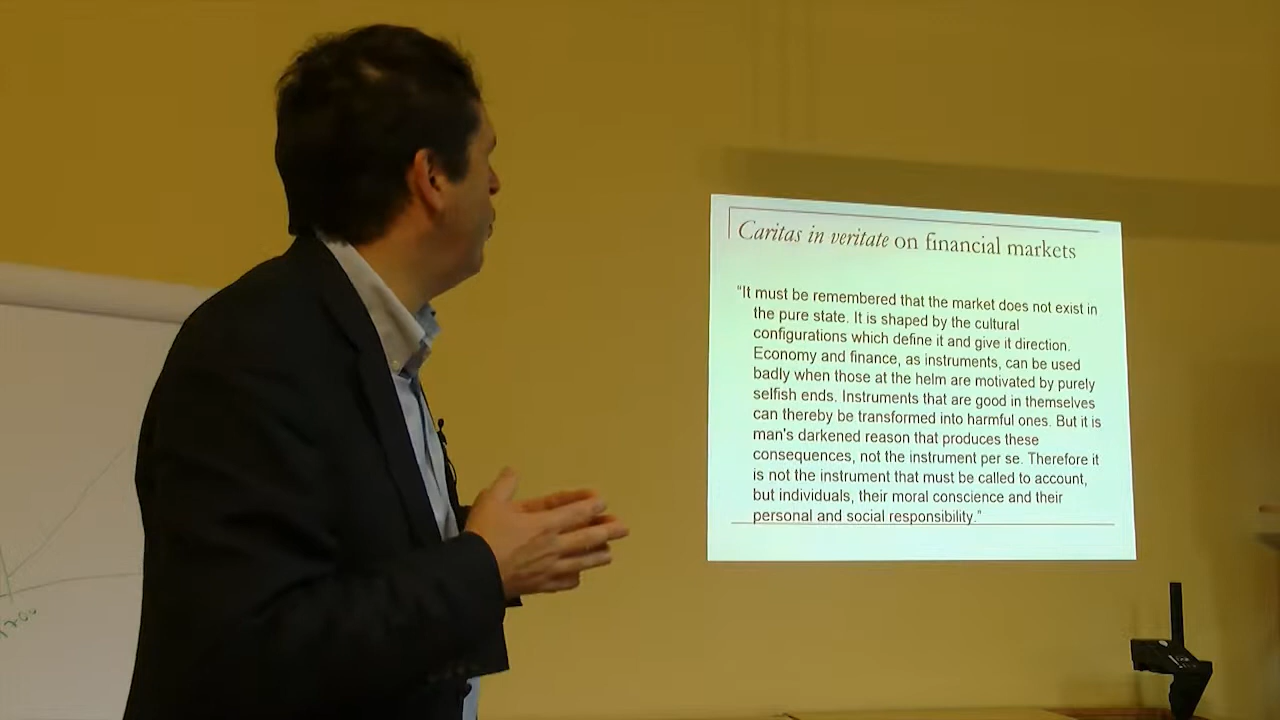 Caritas in veritate on financial markets
"It must be remembered that the market does not exist in
the pure state. It is shaped by the cultural
configurations which define it and give it direction.
Economy and finance, as instruments, can be used
badly when those at the helm are motivated by purely
selfish ends. Instruments that are good in themselves
can thereby be transformed into harmful ones. But it is
man's darkened reason that produces these
consequences, not the instrument per se. Therefore it
is not the instrument that must be called to account,
but individuals, their moral conscience and their
personal and social responsibility."